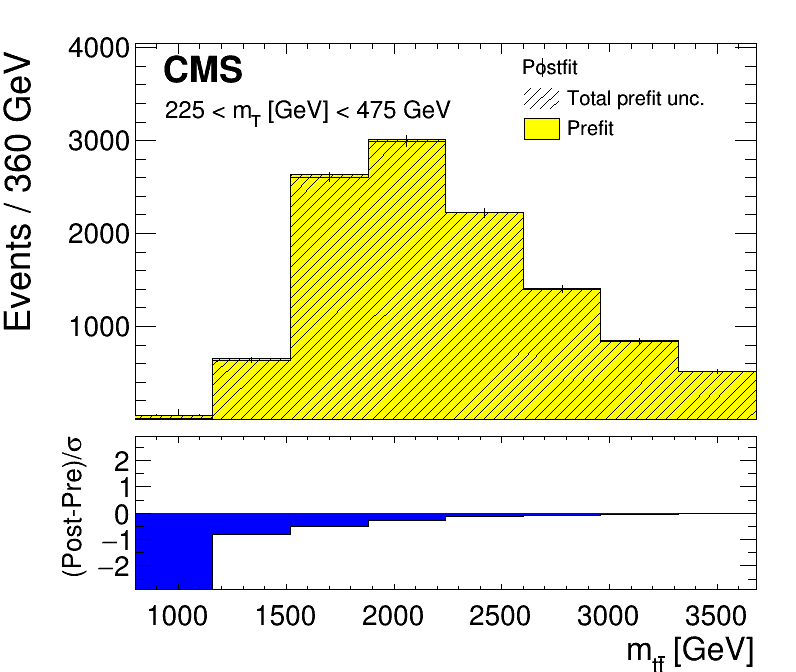 4000
3000
2000
1000
Events / 360 GeV
CMS
225 < m_T [GeV] < 475 GeV
Postfit
Total prefit unc.
Prefit
(Post-Pre)/σ
2
1
0
−1
−2
1000 1500 2000 2500 3000 3500
m_tt̄ [GeV]